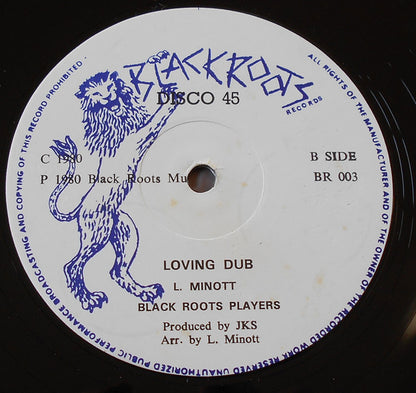 BLACK ROOTS
RECORDS
DISCO 45
C 1980
B SIDE
P 1980 Black Roots Mu
BR 003
LOVING DUB
L. MINOTT
BLACK ROOTS PLAYERS
Produced by JKS
Arr. by L. Minott
ALL RIGHTS OF THE MANUFACTURER AND OF THE OWNER OF THE RECORDED WORK RESERVED UNAUTHORIZED PUBLIC PERFORMANCE BROADCASTING AND COPYING OF THIS RECORD PROHIBITED ·